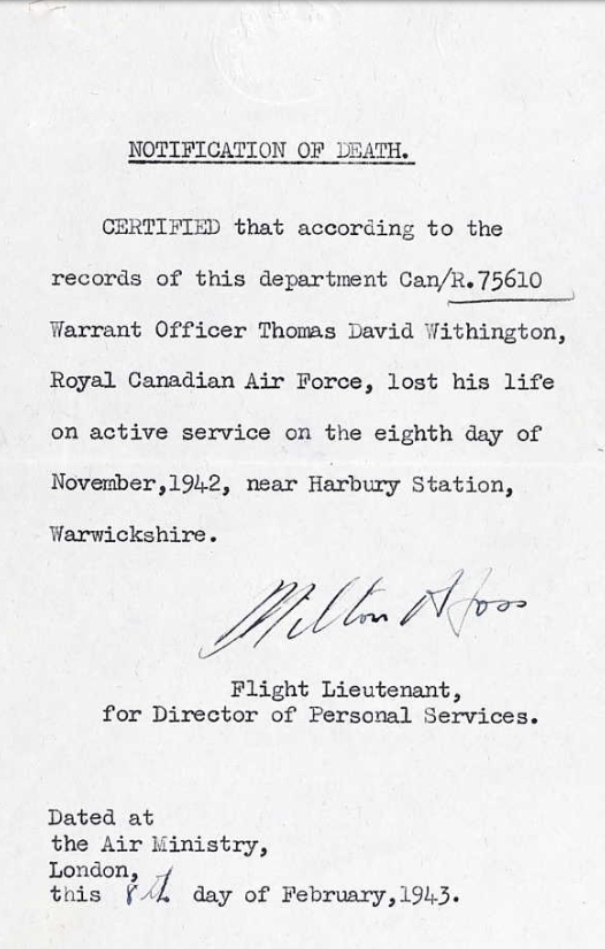 NOTIFICATION OF DEATH.
CERTIFIED that according to the
records of this department Can/R.75610
Warrant Officer Thomas David Withington,
Royal Canadian Air Force, lost his life
on active service on the eighth day of
November,1942, near Harbury Station,
Warwickshire.
Milton
Flight Lieutenant,
for Director of Personal Services.
Dated at
the Air Ministry,
London,
this 8th day of February,1943.